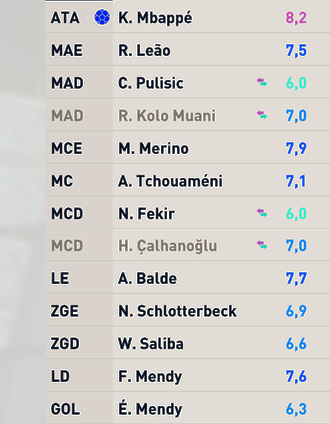 ATA K. Mbappé 8,2
MAE R. Leão 7,5
MAD C. Pulisic 6,0
MAD R. Kolo Muani 7,0
MCE M. Merino 7,9
MC A. Tchouaméni 7,1
MCD N. Fekir 6,0
MCD H. Çalhanoğlu 7,0
LE A. Balde 7,7
ZGE N. Schlotterbeck 6,9
ZGD W. Saliba 6,6
LD F. Mendy 7,6
GOL É. Mendy 6,3